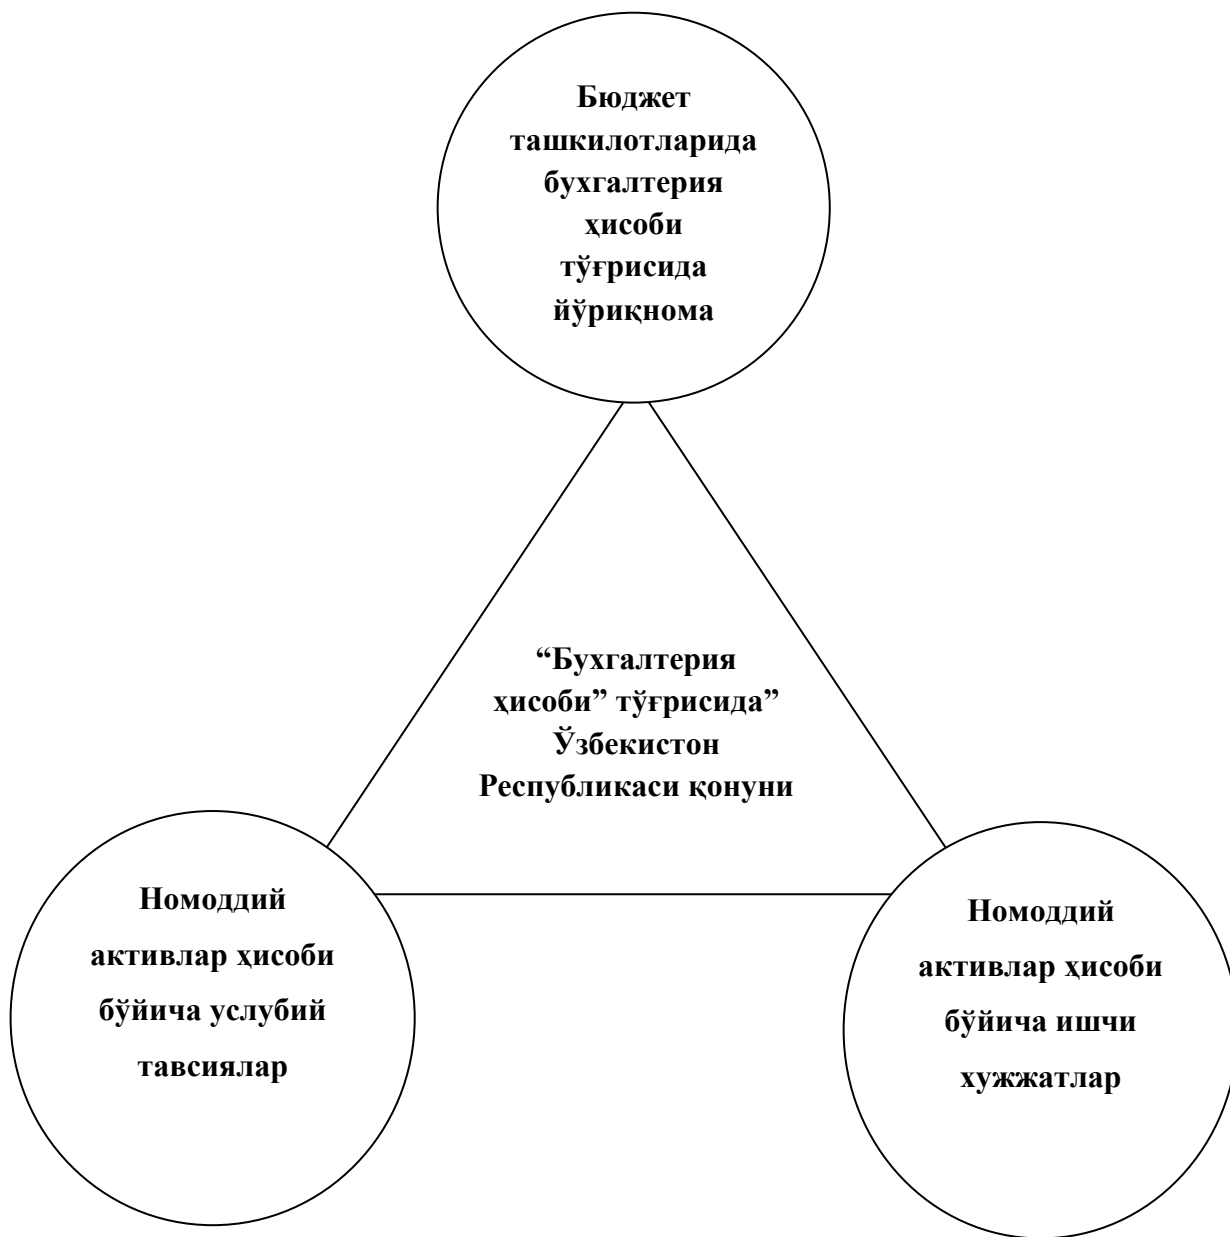 Бюджет
ташкилотларида
бухгалтерия
ҳисоби
тўғрисида
йўриқнома
“Бухгалтерия
ҳисоби” тўғрисида”
Ўзбекистон
Республикаси қонуни
Номоддий
активлар ҳисоби
бўйича услубий
тавсиялар
Номоддий
активлар ҳисоби
бўйича ишчи
хужжатлар